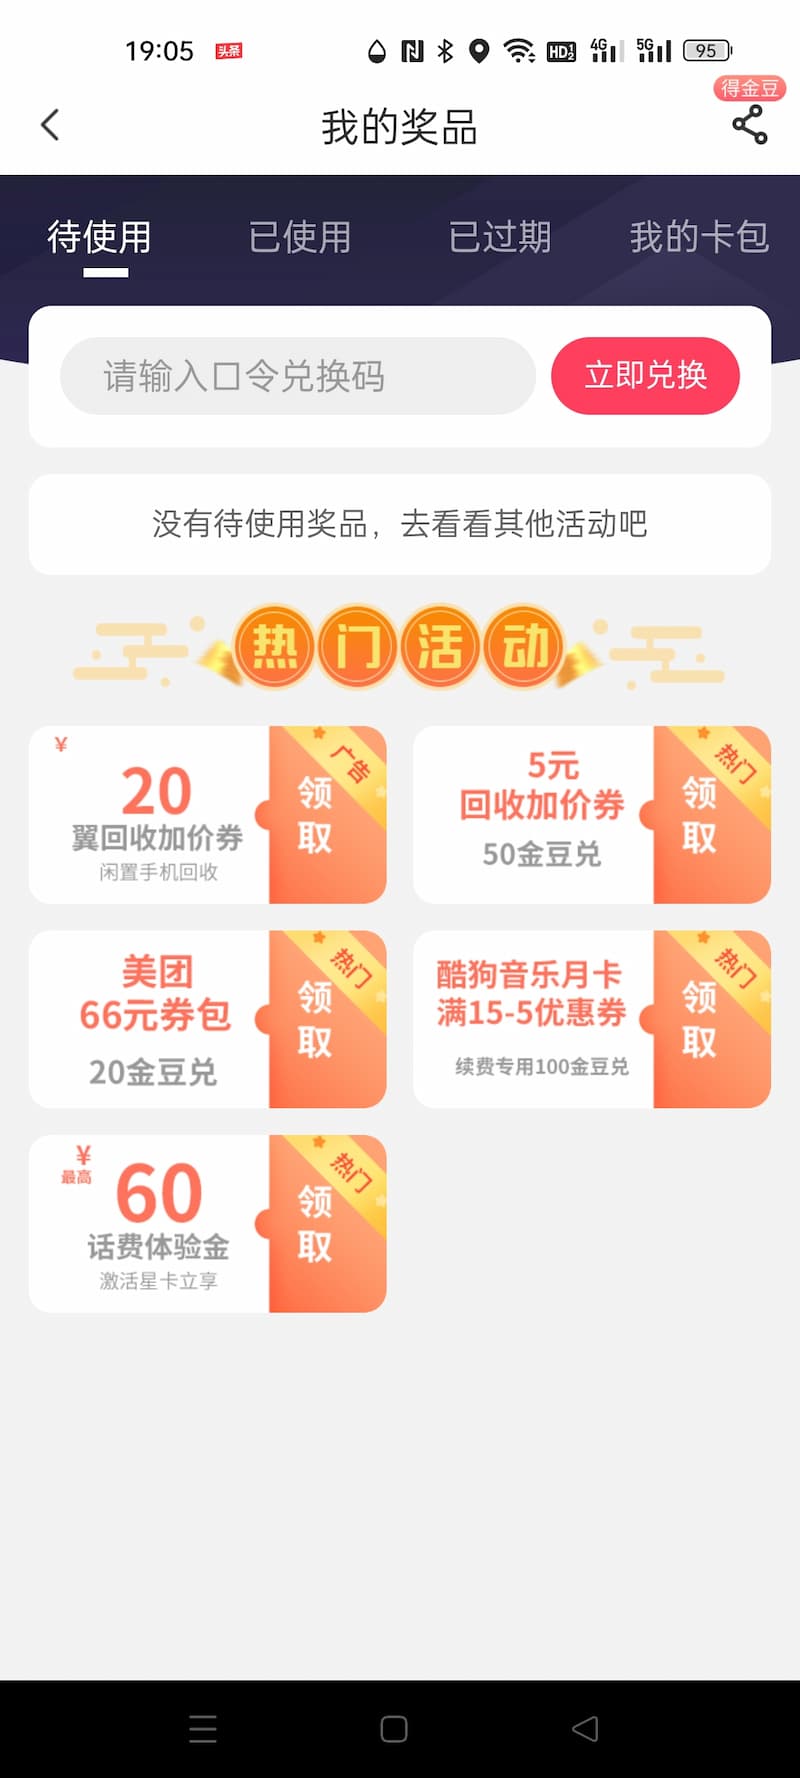 19:05 头条 HD 4G 5G 95
得金豆
我的奖品
待使用 已使用 已过期 我的卡包
请输入口令兑换码 立即兑换
没有待使用奖品，去看看其他活动吧
热门活动
¥
20
翼回收加价券
闲置手机回收
领取
广告
5元
回收加价券
50金豆兑
领取
热门
美团
66元券包
20金豆兑
领取
热门
酷狗音乐月卡
满15-5优惠券
续费专用100金豆兑
领取
热门
¥
最高
60
话费体验金
激活星卡立享
领取
热门